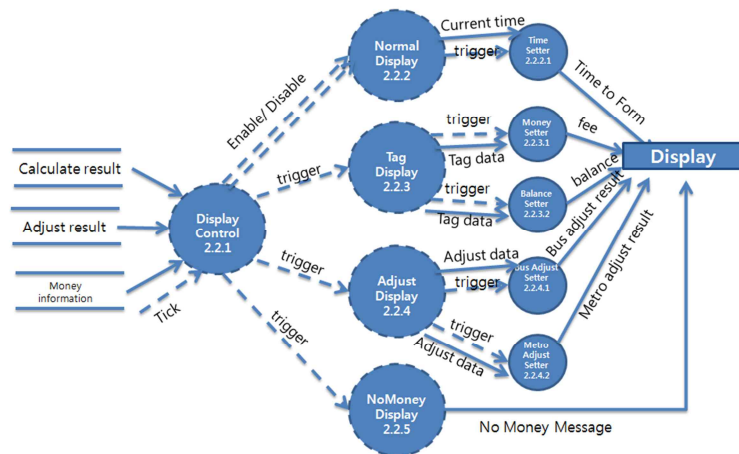 Current time
Normal
Display
2.2.2
trigger
Time
Setter
2.2.2.1
Time to Form
Enable/ Disable
trigger
Money
Setter
2.2.3.1
fee
Tag data
Tag
Display
2.2.3
trigger
Display
Calculate result
trigger
Balance
Setter
2.2.3.2
balance
Tag data
Adjust result
Display
Control
2.2.1
Bus adjust result
Adjust data
Bus Adjust
Setter
2.2.4.1
trigger
trigger
Metro adjust result
Money
information
Adjust
Display
2.2.4
Tick
trigger
Metro
Adjust
Setter
2.2.4.2
Adjust data
trigger
NoMoney
Display
2.2.5
No Money Message